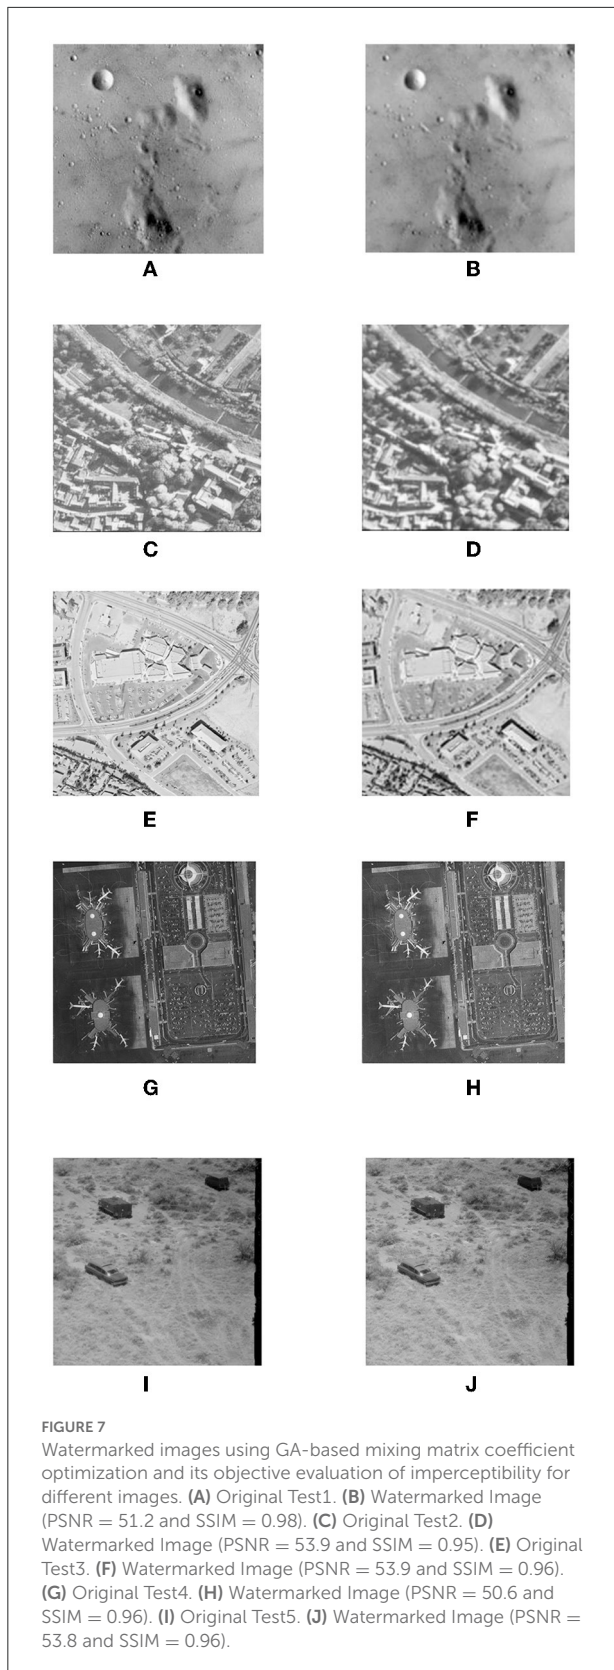 A
B
C
D
E
F
G
H
I
J
FIGURE 7
Watermarked images using GA-based mixing matrix coefficient
optimization and its objective evaluation of imperceptibility for
different images. (A) Original Test1. (B) Watermarked Image
(PSNR = 51.2 and SSIM = 0.98). (C) Original Test2. (D)
Watermarked Image (PSNR = 53.9 and SSIM = 0.95). (E) Original
Test3. (F) Watermarked Image (PSNR = 53.9 and SSIM = 0.96).
(G) Original Test4. (H) Watermarked Image (PSNR = 50.6 and
SSIM = 0.96). (I) Original Test5. (J) Watermarked Image (PSNR =
53.8 and SSIM = 0.96).